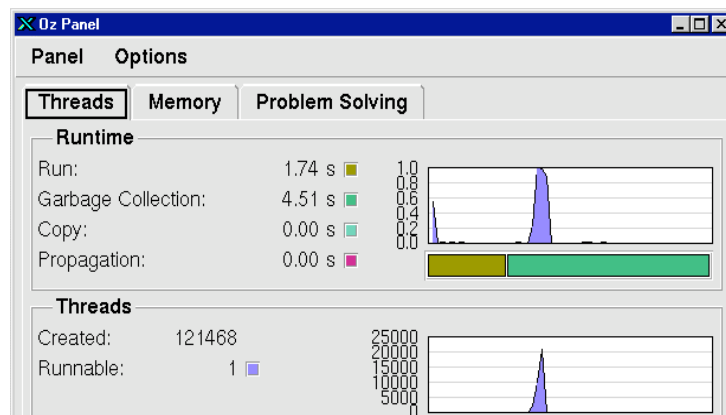 Oz Panel
Panel Options
Threads Memory Problem Solving
Runtime
Run: 1.74 s
Garbage Collection: 4.51 s
Copy: 0.00 s
Propagation: 0.00 s
1.0
0.8
0.6
0.4
0.2
0.0
Threads
Created: 121468
Runnable: 1
25000
20000
15000
10000
5000
0